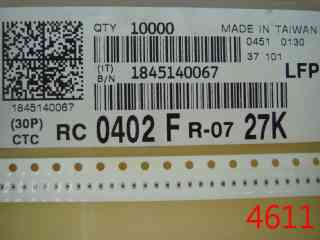 QTY 10000 MADE IN TAIWAN
0451 0130
37 101
(1T) B/N 1845140067 LFP
1845140067
(30P) CTC RC 0402 F R-07 27K
4611